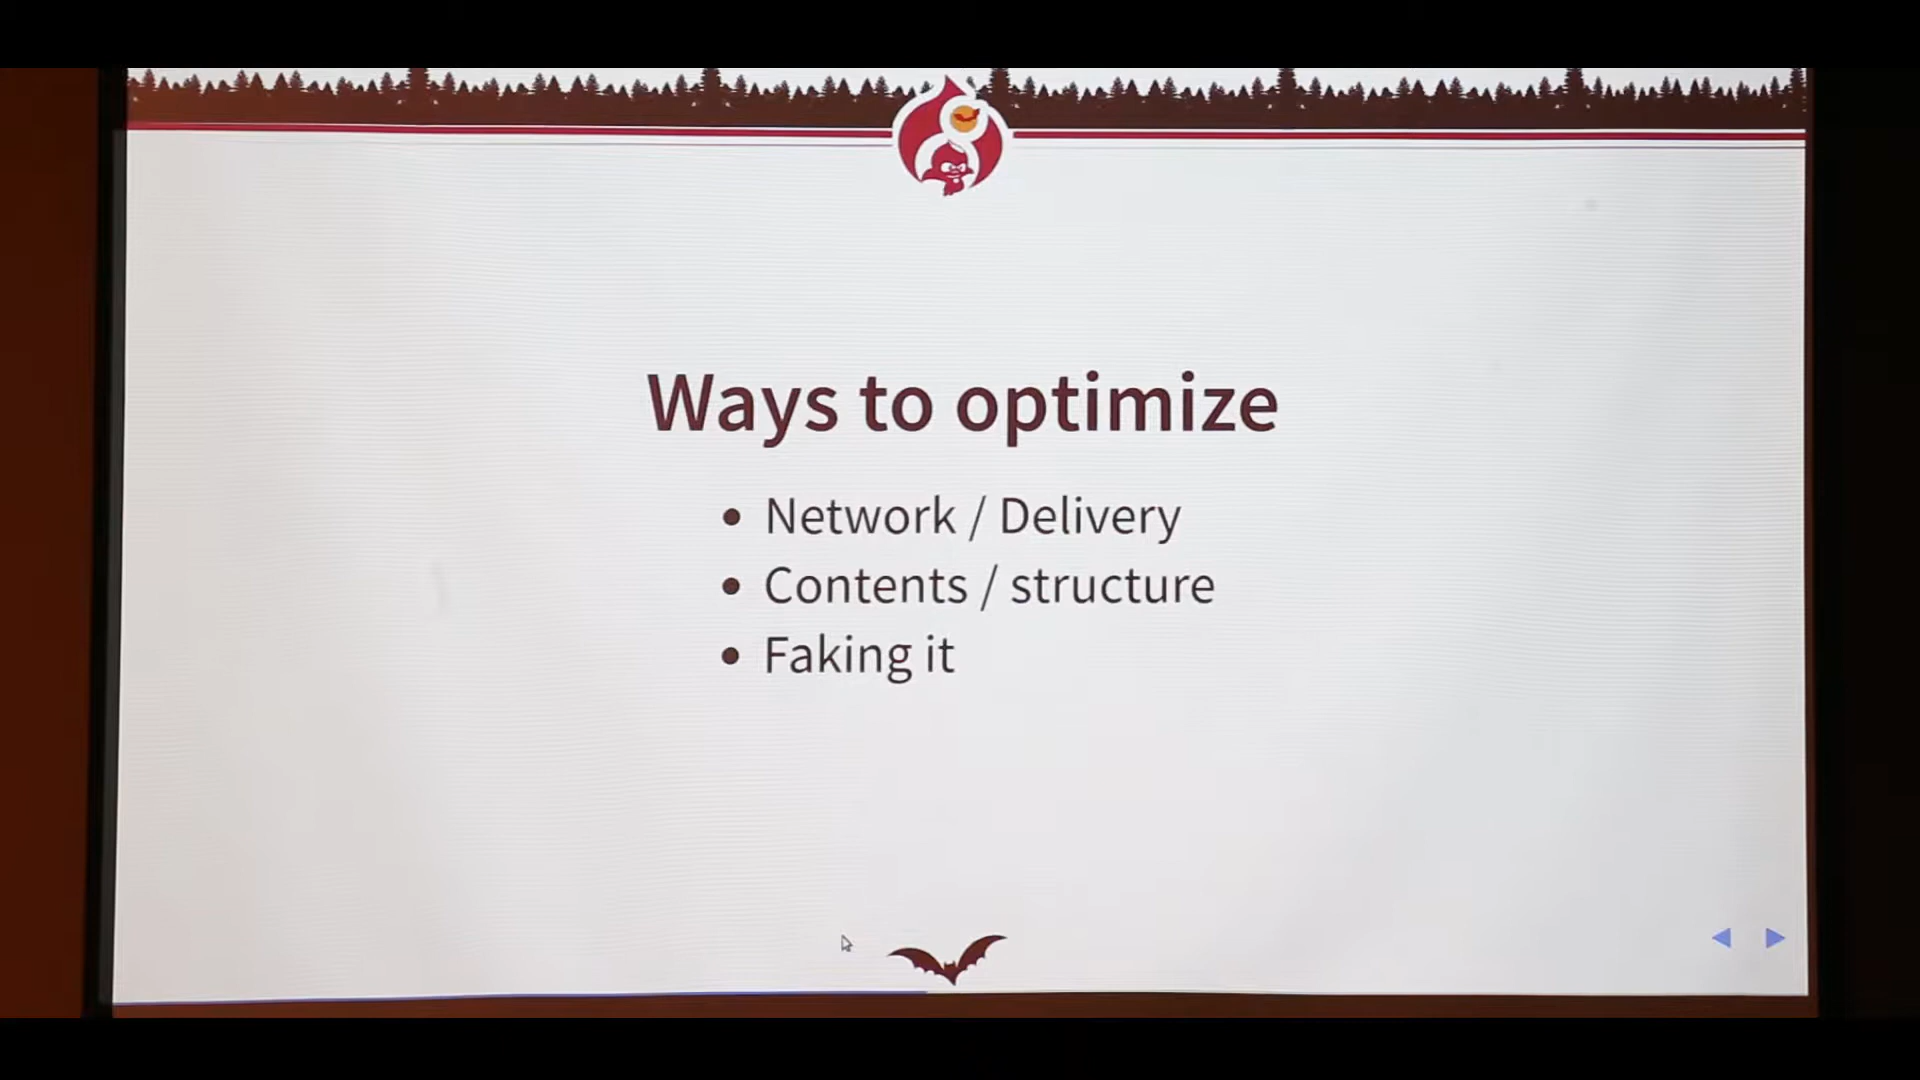 Ways to optimize
Network / Delivery
Contents / structure
Faking it